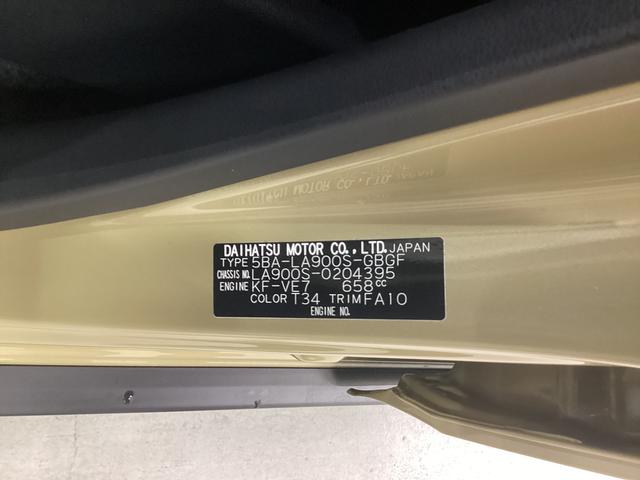 DAIHATSU MOTOR CO., LTD. JAPAN
TYPE 5BA-LA900S-GBGF
CHASSIS NO. LA900S-0204395
ENGINE KF-VE7 658cc
COLOR T34 TRIM FA10
ENGINE NO.